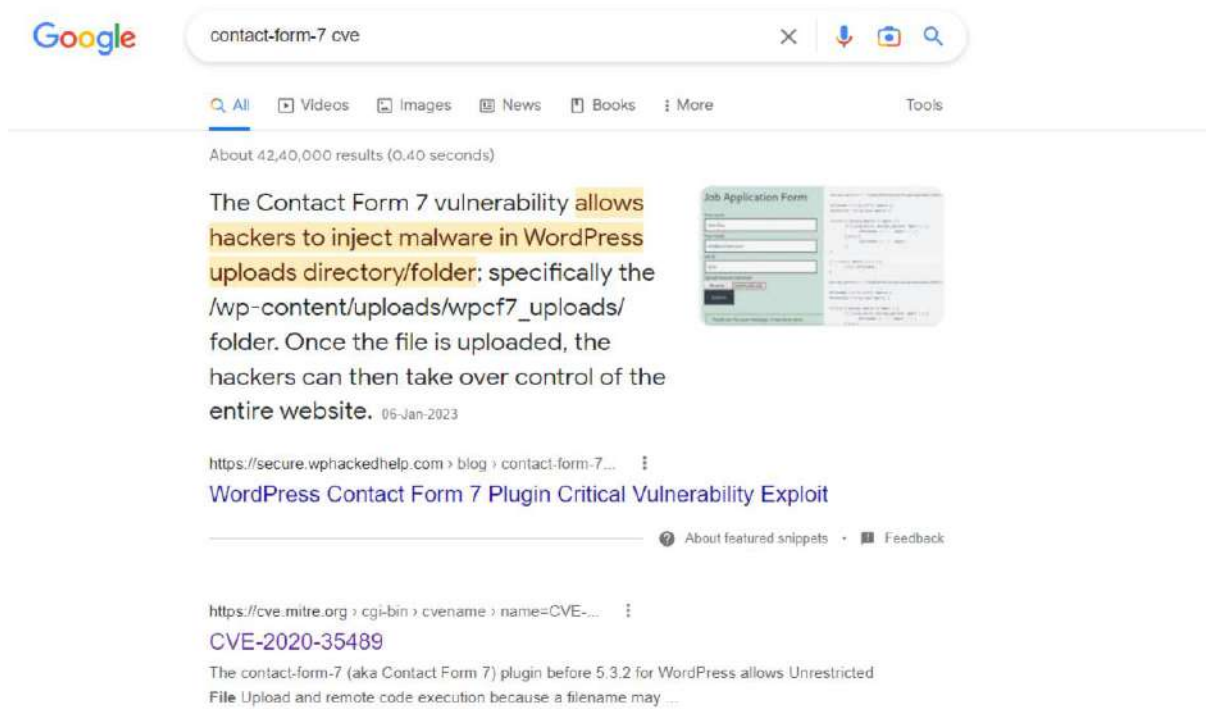 Google
contact-form-7 cve
All Videos Images News Books More Tools
About 42,40,000 results (0.40 seconds)
The Contact Form 7 vulnerability allows
hackers to inject malware in WordPress
uploads directory/folder; specifically the
/wp-content/uploads/wpcf7_uploads/
folder. Once the file is uploaded, the
hackers can then take over control of the
entire website. 06-Jan-2023
Job Application Form
https://secure.wphackedhelp.com › blog › contact-form-7...
WordPress Contact Form 7 Plugin Critical Vulnerability Exploit
About featured snippets • Feedback
https://cve.mitre.org › cgi-bin › cvename › name=CVE-...
CVE-2020-35489
The contact-form-7 (aka Contact Form 7) plugin before 5.3.2 for WordPress allows Unrestricted
File Upload and remote code execution because a filename may ...